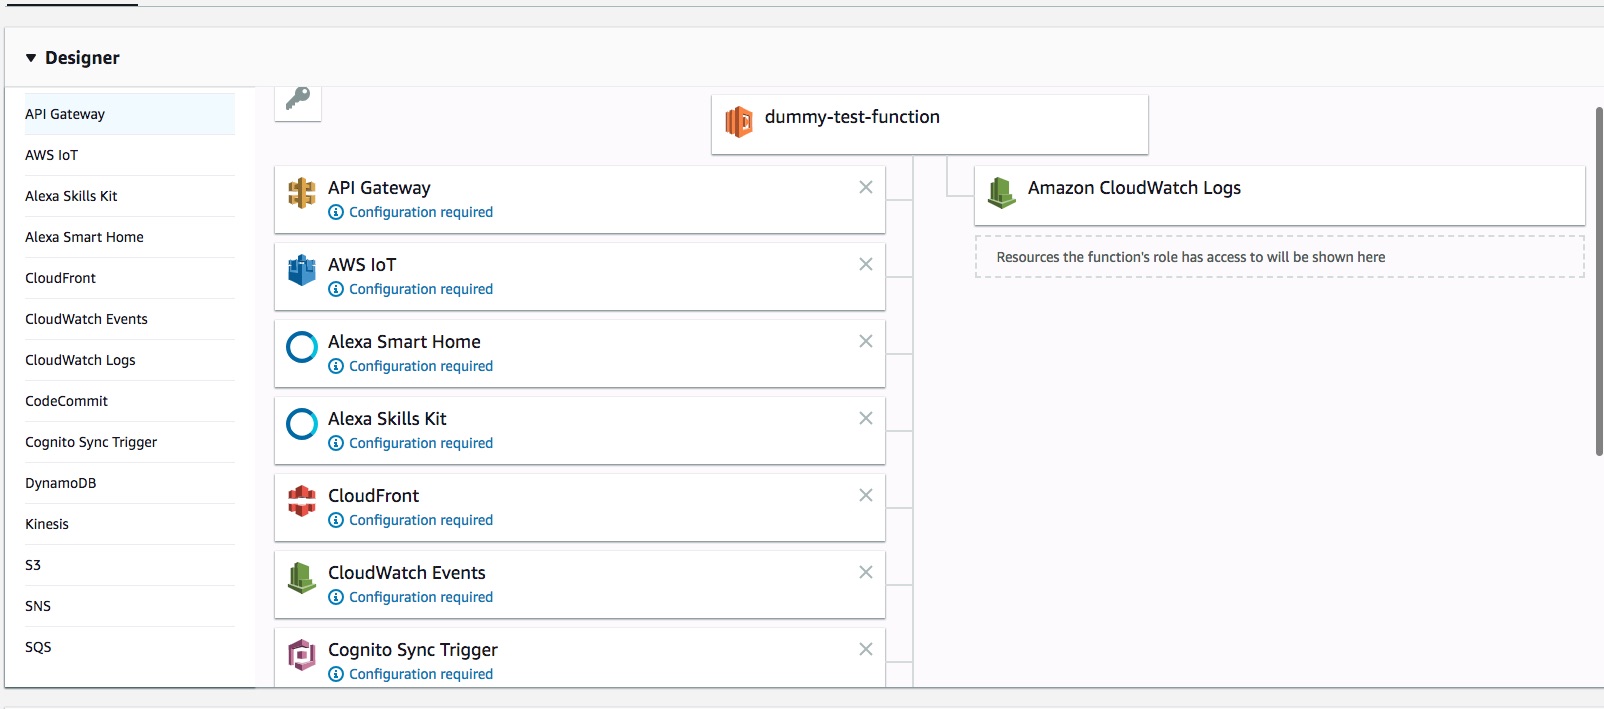 Designer
API Gateway
AWS IoT
Alexa Skills Kit
Alexa Smart Home
CloudFront
CloudWatch Events
CloudWatch Logs
CodeCommit
Cognito Sync Trigger
DynamoDB
Kinesis
S3
SNS
SQS
dummy-test-function
API Gateway
Configuration required
AWS IoT
Configuration required
Alexa Smart Home
Configuration required
Alexa Skills Kit
Configuration required
CloudFront
Configuration required
CloudWatch Events
Configuration required
Cognito Sync Trigger
Configuration required
Amazon CloudWatch Logs
Resources the function's role has access to will be shown here